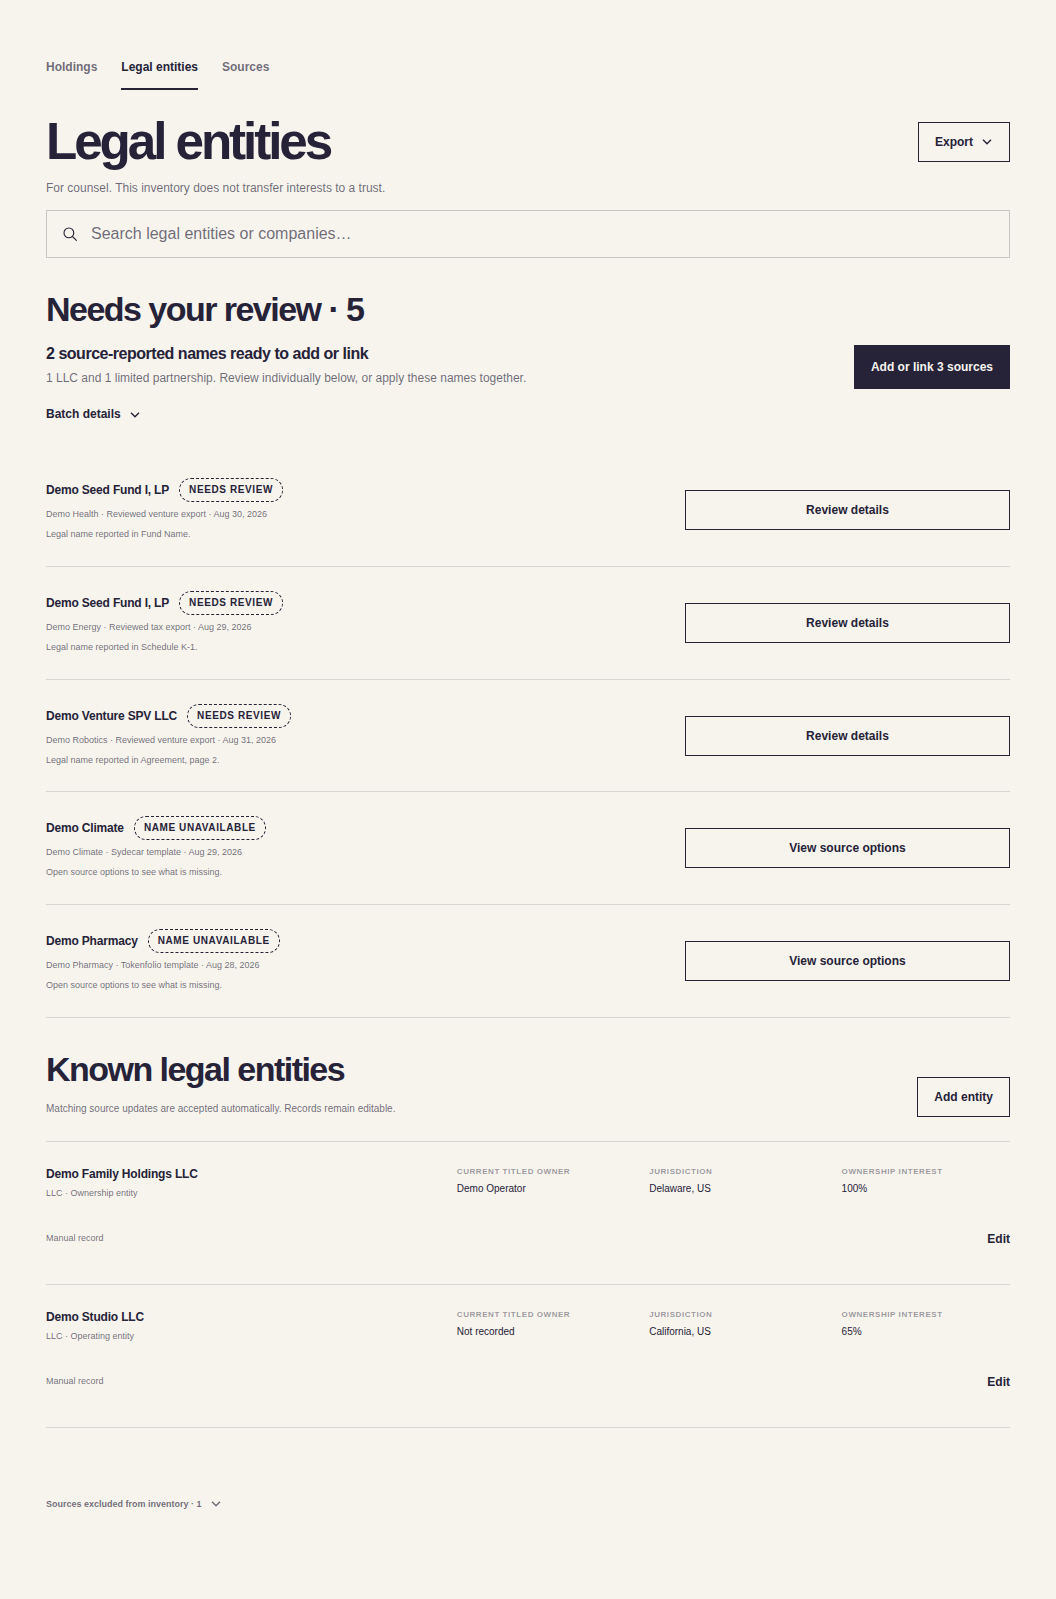 Holdings Legal entities Sources
Legal entities
Export
For counsel. This inventory does not transfer interests to a trust.
Search legal entities or companies…
Needs your review · 5
2 source-reported names ready to add or link
1 LLC and 1 limited partnership. Review individually below, or apply these names together.
Add or link 3 sources
Batch details
Demo Seed Fund I, LP NEEDS REVIEW
Demo Health · Reviewed venture export · Aug 30, 2026
Legal name reported in Fund Name.
Review details
Demo Seed Fund I, LP NEEDS REVIEW
Demo Energy · Reviewed tax export · Aug 29, 2026
Legal name reported in Schedule K-1.
Review details
Demo Venture SPV LLC NEEDS REVIEW
Demo Robotics · Reviewed venture export · Aug 31, 2026
Legal name reported in Agreement, page 2.
Review details
Demo Climate NAME UNAVAILABLE
Demo Climate · Sydecar template · Aug 29, 2026
Open source options to see what is missing.
View source options
Demo Pharmacy NAME UNAVAILABLE
Demo Pharmacy · Tokenfolio template · Aug 28, 2026
Open source options to see what is missing.
View source options
Known legal entities
Matching source updates are accepted automatically. Records remain editable.
Add entity
Demo Family Holdings LLC
LLC · Ownership entity
CURRENT TITLED OWNER
Demo Operator
JURISDICTION
Delaware, US
OWNERSHIP INTEREST
100%
Manual record
Edit
Demo Studio LLC
LLC · Operating entity
CURRENT TITLED OWNER
Not recorded
JURISDICTION
California, US
OWNERSHIP INTEREST
65%
Manual record
Edit
Sources excluded from inventory · 1